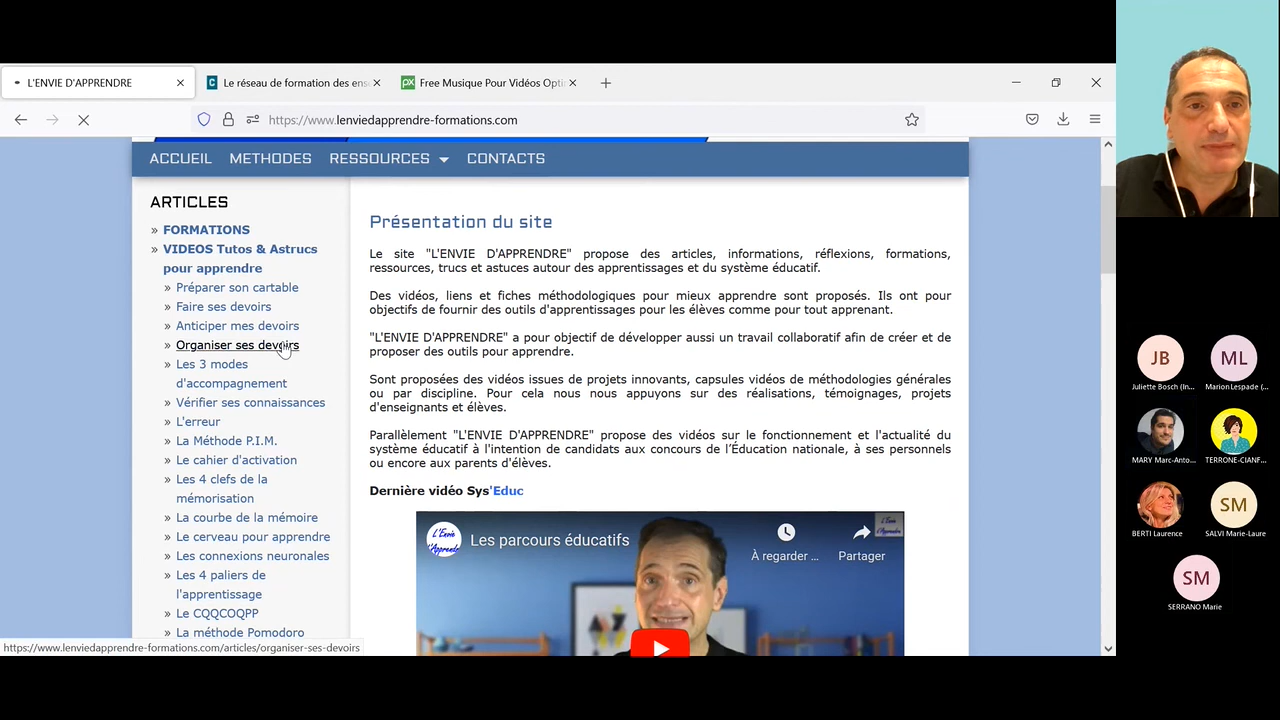 L'ENVIE D'APPRENDRE
Le réseau de formation des ens
Free Musique Pour Vidéos Opti
https://www.lenviedapprendre-formations.com
ACCUEIL METHODES RESSOURCES CONTACTS
ARTICLES
» FORMATIONS
» VIDEOS Tutos & Astrucs
pour apprendre
» Préparer son cartable
» Faire ses devoirs
» Anticiper mes devoirs
» Organiser ses devoirs
» Les 3 modes
d'accompagnement
» Vérifier ses connaissances
» L'erreur
» La Méthode P.I.M.
» Le cahier d'activation
» Les 4 clefs de la
mémorisation
» La courbe de la mémoire
» Le cerveau pour apprendre
» Les connexions neuronales
» Les 4 paliers de
l'apprentissage
» Le CQQCOQPP
» La méthode Pomodoro
https://www.lenviedapprendre-formations.com/articles/organiser-ses-devoirs
Présentation du site
Le site "L'ENVIE D'APPRENDRE" propose des articles, informations, réflexions, formations,
ressources, trucs et astuces autour des apprentissages et du système éducatif.
Des vidéos, liens et fiches méthodologiques pour mieux apprendre sont proposés. Ils ont pour
objectifs de fournir des outils d'apprentissages pour les élèves comme pour tout apprenant.
"L'ENVIE D'APPRENDRE" a pour objectif de développer aussi un travail collaboratif afin de créer et de
proposer des outils pour apprendre.
Sont proposées des vidéos issues de projets innovants, capsules vidéos de méthodologies générales
ou par discipline. Pour cela nous nous appuyons sur des réalisations, témoignages, projets
d'enseignants et élèves.
Parallèlement "L'ENVIE D'APPRENDRE" propose des vidéos sur le fonctionnement et l'actualité du
système éducatif à l'intention de candidats aux concours de l'Éducation nationale, à ses personnels
ou encore aux parents d'élèves.
Dernière vidéo Sys'Educ
L'Envie d'Apprendre
Les parcours éducatifs
À regarder ...
Partager
JB
Juliette Bosch (In...
ML
Marion Lespade (...
MARY Marc-Anto...
TERRONE-CIANF...
BERTI Laurence
SM
SALVI Marie-Laure
SM
SERRANO Marie